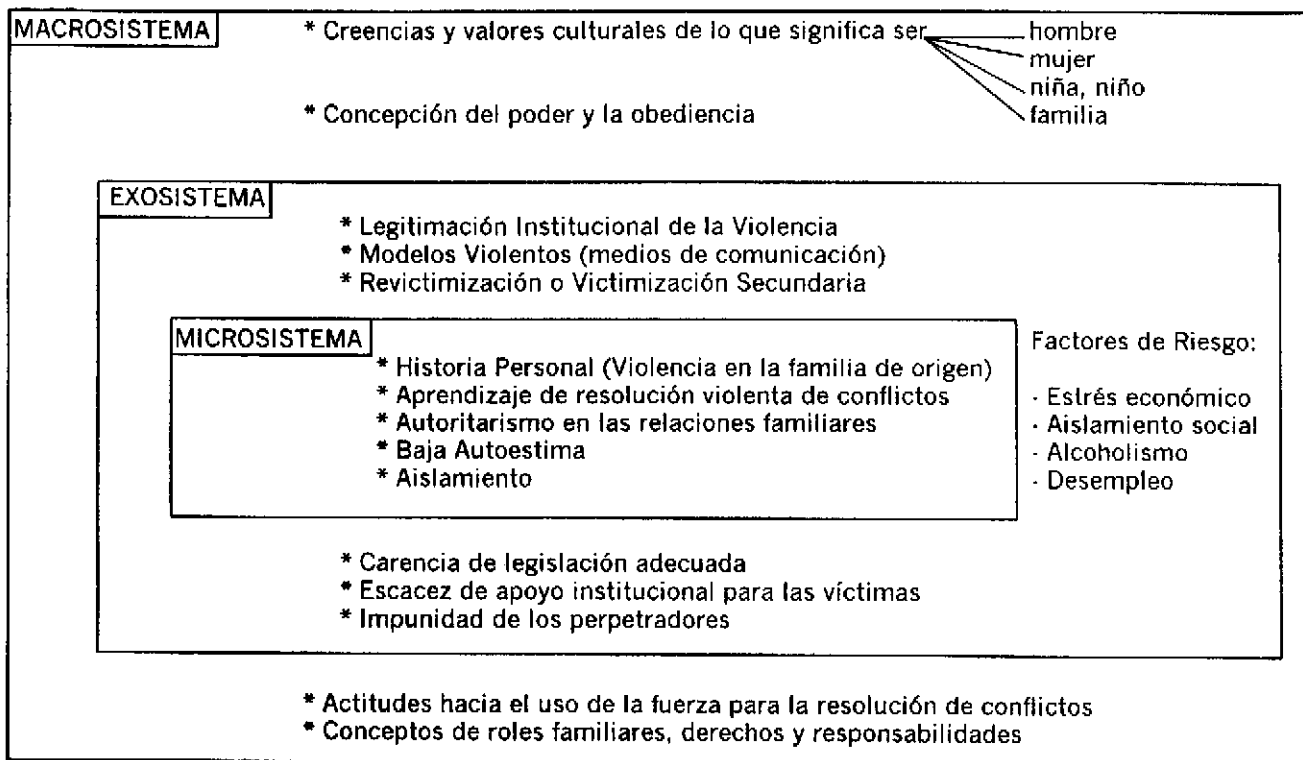 MACROSISTEMA
* Creencias y valores culturales de lo que significa ser
hombre
mujer
niña, niño
familia
* Concepción del poder y la obediencia
EXOSISTEMA
* Legitimación Institucional de la Violencia
* Modelos Violentos (medios de comunicación)
* Revictimización o Victimización Secundaria
MICROSISTEMA
* Historia Personal (Violencia en la familia de origen)
* Aprendizaje de resolución violenta de conflictos
* Autoritarismo en las relaciones familiares
* Baja Autoestima
* Aislamiento
Factores de Riesgo:
· Estrés económico
· Aislamiento social
· Alcoholismo
· Desempleo
* Carencia de legislación adecuada
* Escacez de apoyo institucional para las víctimas
* Impunidad de los perpetradores
* Actitudes hacia el uso de la fuerza para la resolución de conflictos
* Conceptos de roles familiares, derechos y responsabilidades